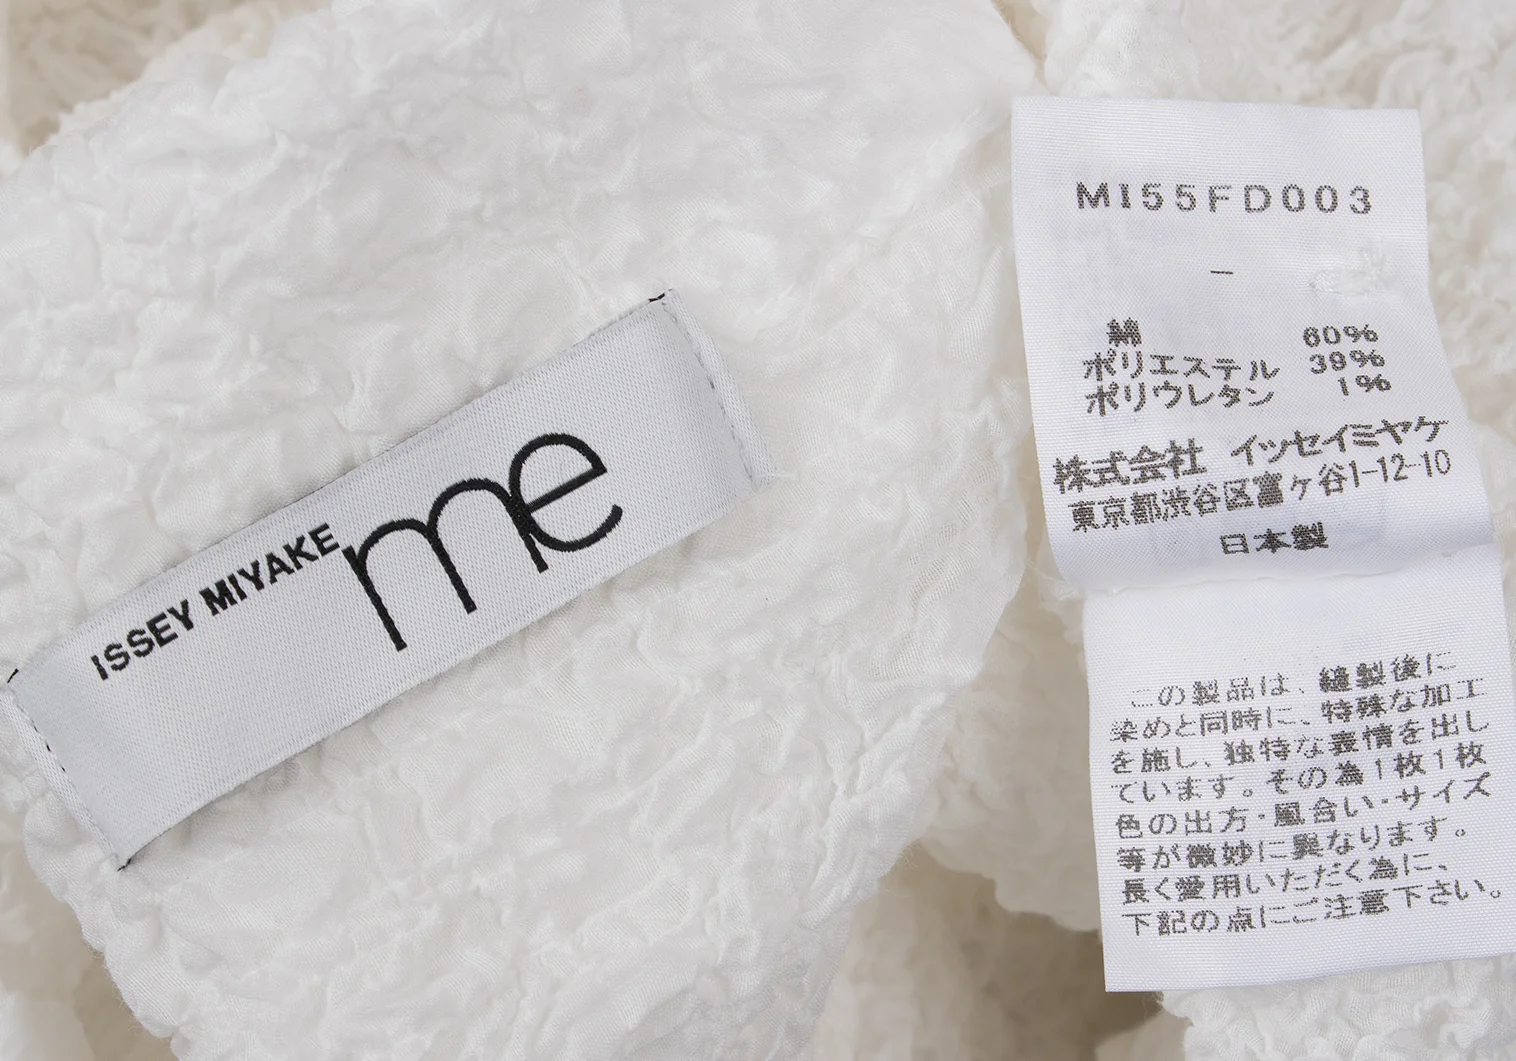 ISSEY MIYAKE
me
MI55FD003
-
綿 60%
ポリエステル 39%
ポリウレタン 1%
株式会社 イッセイミヤケ
東京都渋谷区富ヶ谷1-12-10
日本製
この製品は、縫製後に
染めと同時に、特殊な加工
を施し、独特な表情を出し
ています。その為1枚1枚
色の出方・風合い・サイズ
等が微妙に異なります。
長く愛用いただく為に、
下記の点にご注意下さい。